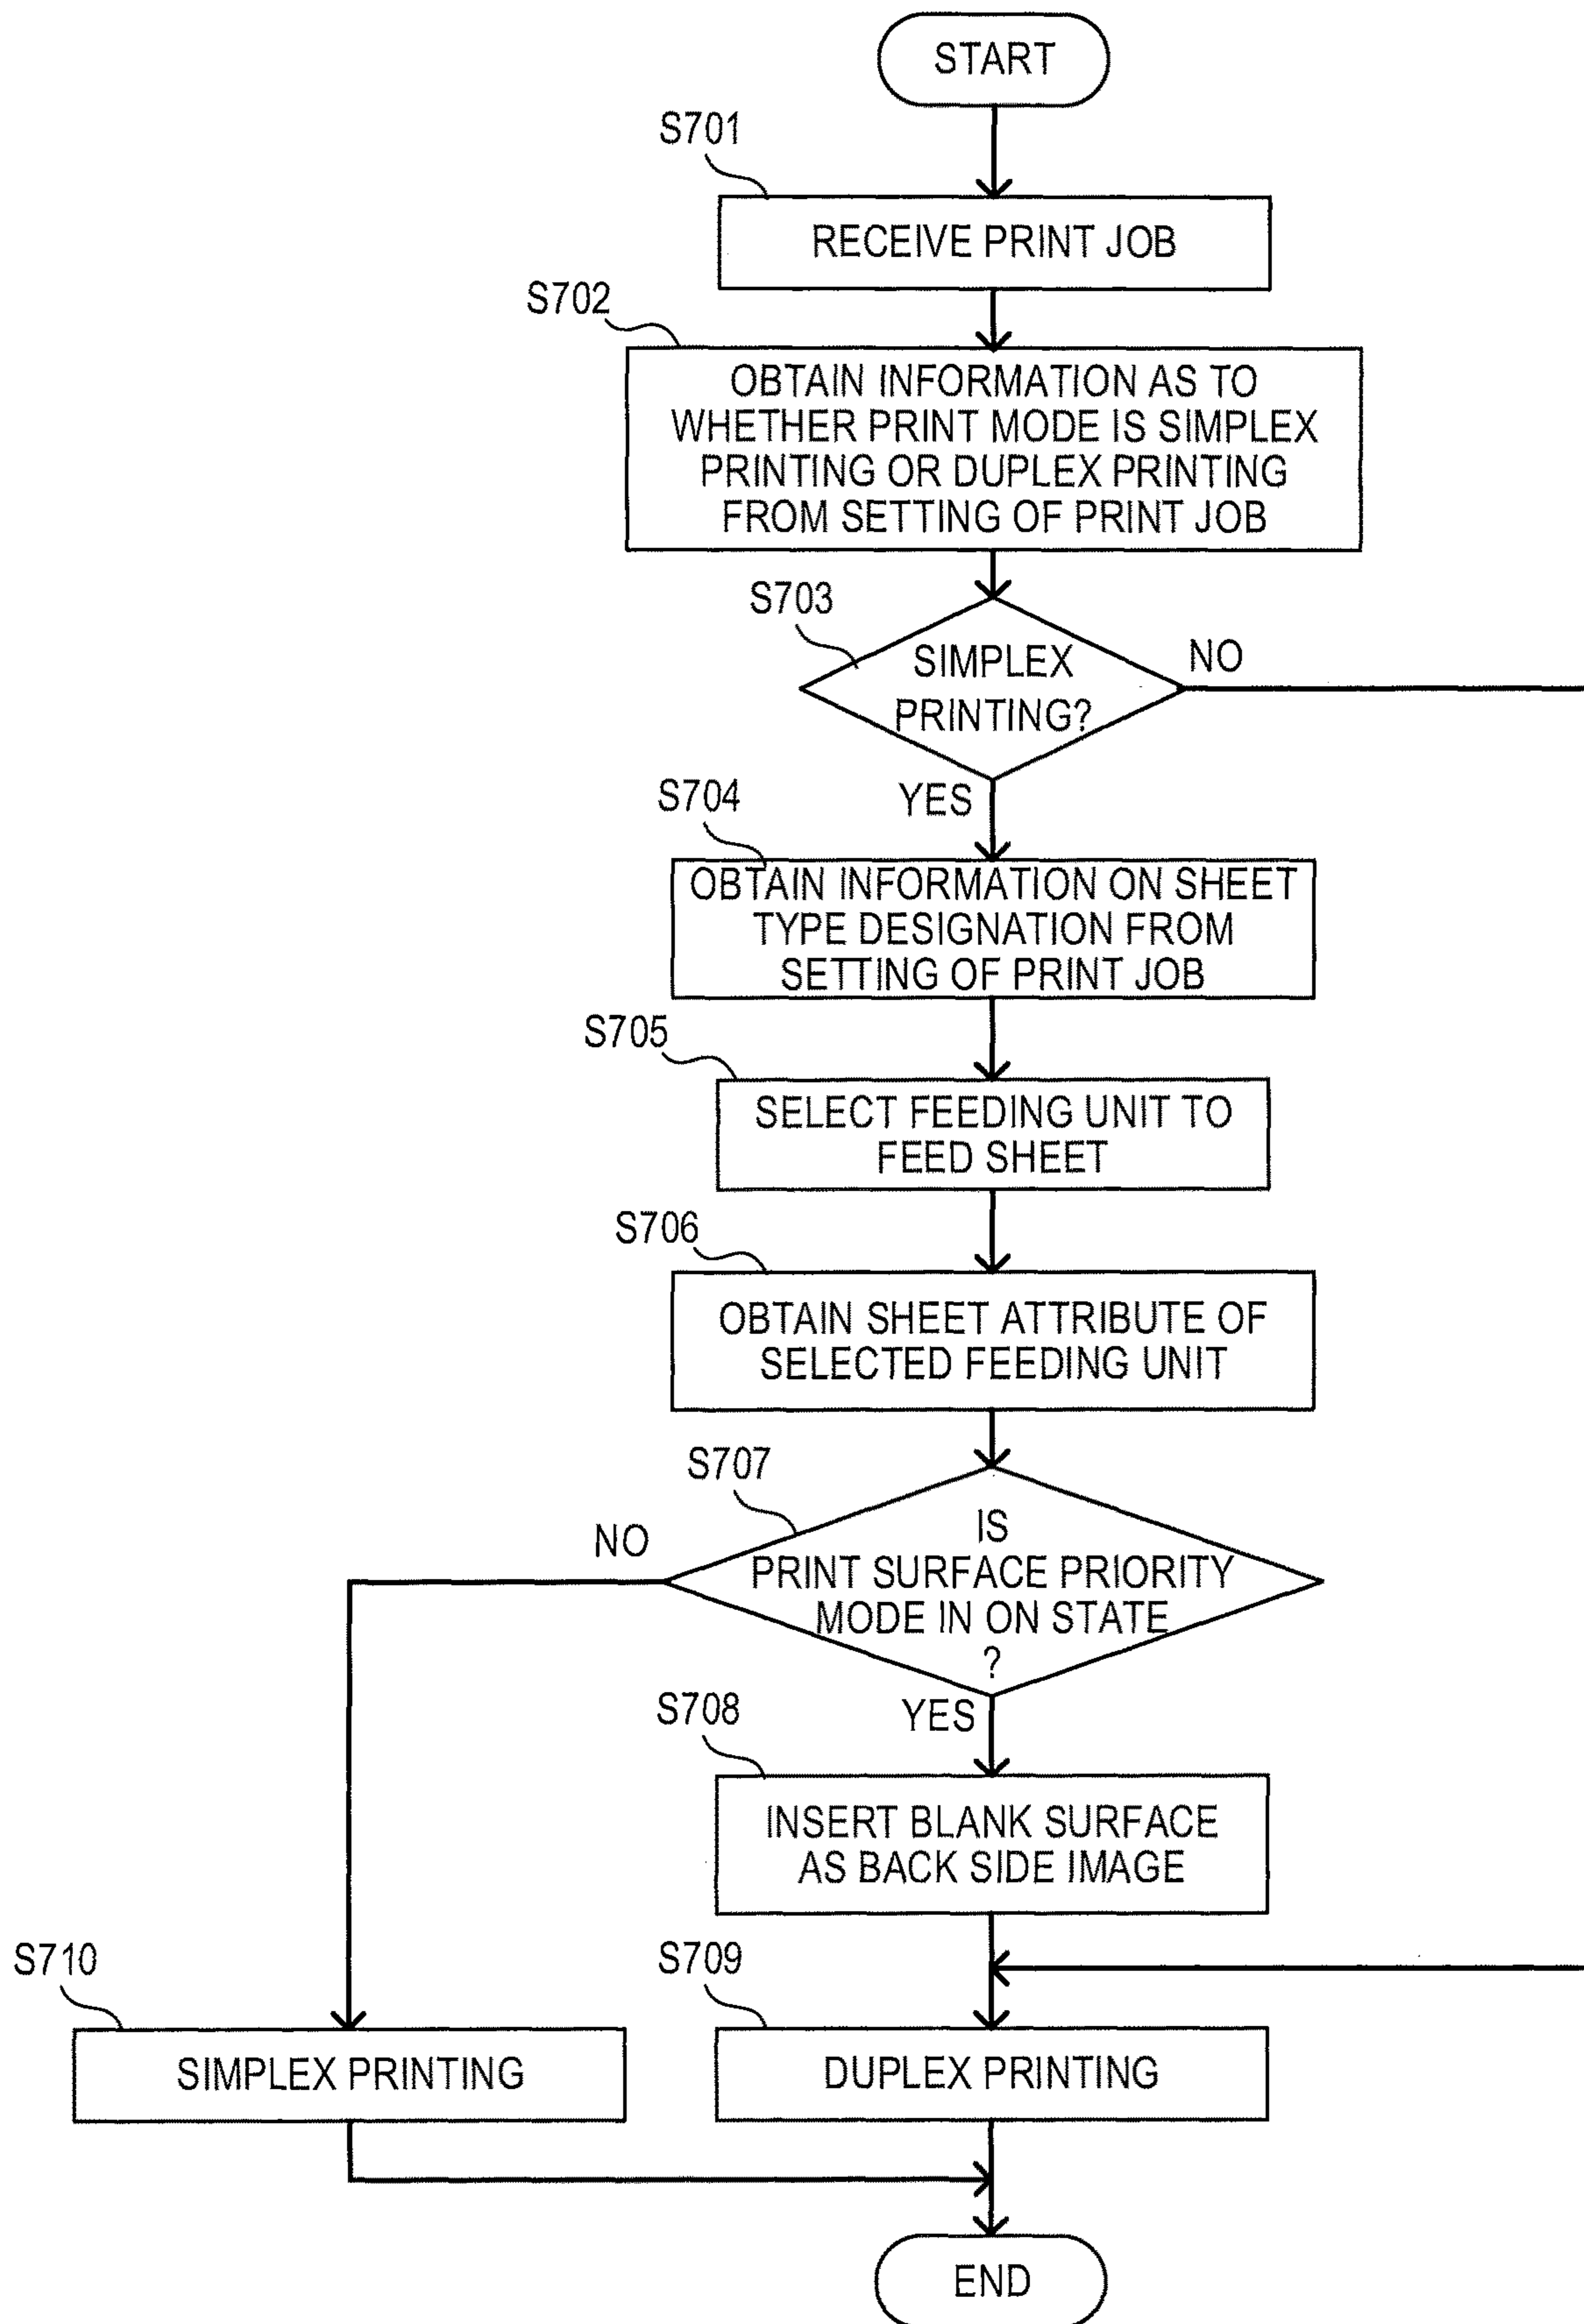 START
S701
RECEIVE PRINT JOB
S702
OBTAIN INFORMATION AS TO
WHETHER PRINT MODE IS SIMPLEX
PRINTING OR DUPLEX PRINTING
FROM SETTING OF PRINT JOB
S703
SIMPLEX
PRINTING?
NO
YES
S704
OBTAIN INFORMATION ON SHEET
TYPE DESIGNATION FROM
SETTING OF PRINT JOB
S705
SELECT FEEDING UNIT TO
FEED SHEET
S706
OBTAIN SHEET ATTRIBUTE OF
SELECTED FEEDING UNIT
S707
NO
IS
PRINT SURFACE PRIORITY
MODE IN ON STATE
?
YES
S708
INSERT BLANK SURFACE
AS BACK SIDE IMAGE
S710
SIMPLEX PRINTING
S709
DUPLEX PRINTING
END